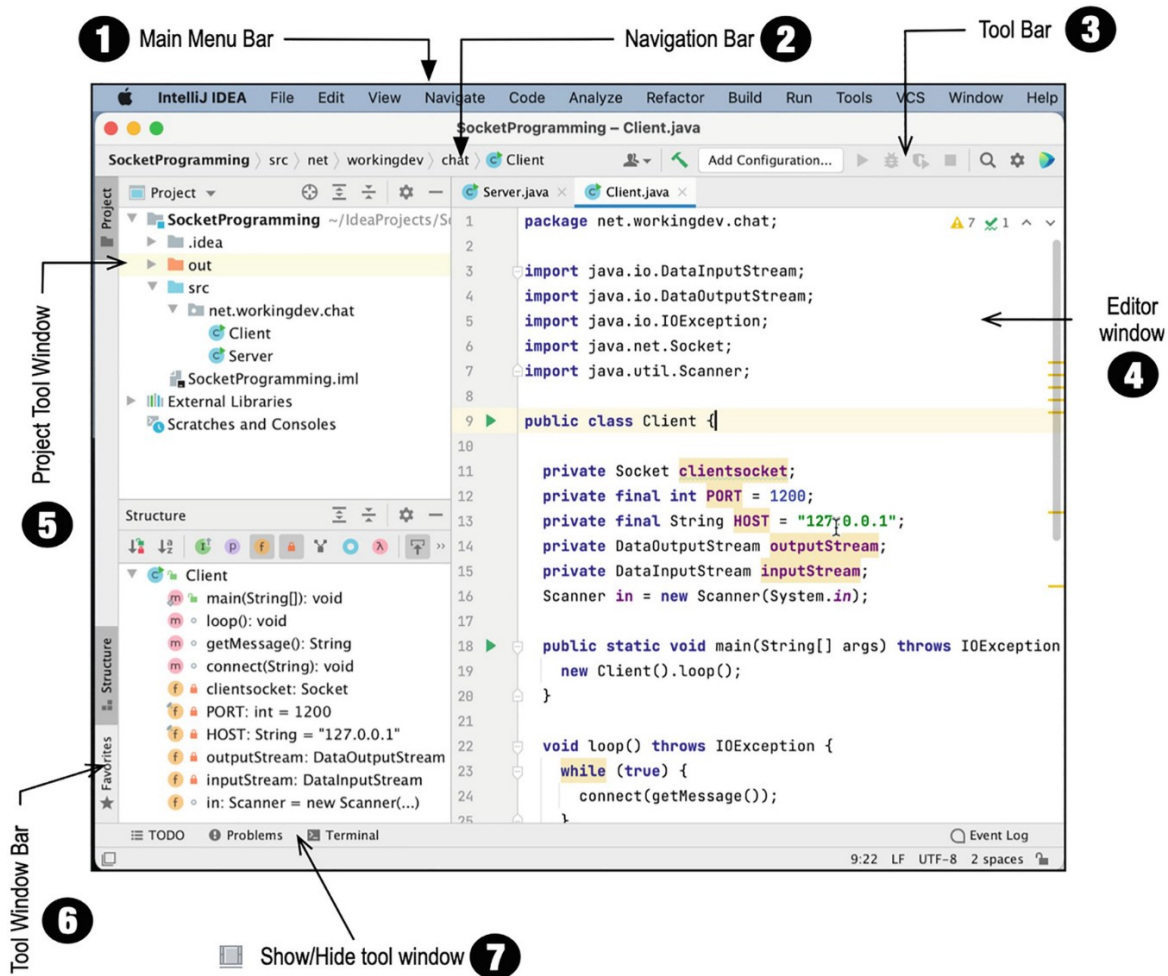 1 Main Menu Bar
Navigation Bar 2
Tool Bar 3
IntelliJ IDEA File Edit View Navigate Code Analyze Refactor Build Run Tools VCS Window Help
SocketProgramming – Client.java
SocketProgramming src net workingdev chat Client Add Configuration...
Project
Project
SocketProgramming ~/IdeaProjects/So
.idea
out
src
net.workingdev.chat
Client
Server
SocketProgramming.iml
External Libraries
Scratches and Consoles
Project Tool Window
5
Structure
Client
main(String[]): void
loop(): void
getMessage(): String
connect(String): void
clientsocket: Socket
PORT: int = 1200
HOST: String = "127.0.0.1"
outputStream: DataOutputStream
inputStream: DataInputStream
in: Scanner = new Scanner(...)
Structure
Favorites
Server.java Client.java
7 1
1 package net.workingdev.chat;
2
3 import java.io.DataInputStream;
4 import java.io.DataOutputStream;
5 import java.io.IOException;
6 import java.net.Socket;
7 import java.util.Scanner;
8
9 public class Client {
10
11 private Socket clientsocket;
12 private final int PORT = 1200;
13 private final String HOST = "127.0.0.1";
14 private DataOutputStream outputStream;
15 private DataInputStream inputStream;
16 Scanner in = new Scanner(System.in);
17
18 public static void main(String[] args) throws IOException
19 new Client().loop();
20 }
21
22 void loop() throws IOException {
23 while (true) {
24 connect(getMessage());
25 }
Editor
window
4
TODO Problems Terminal Event Log
9:22 LF UTF-8 2 spaces
Tool Window Bar
6
Show/Hide tool window 7